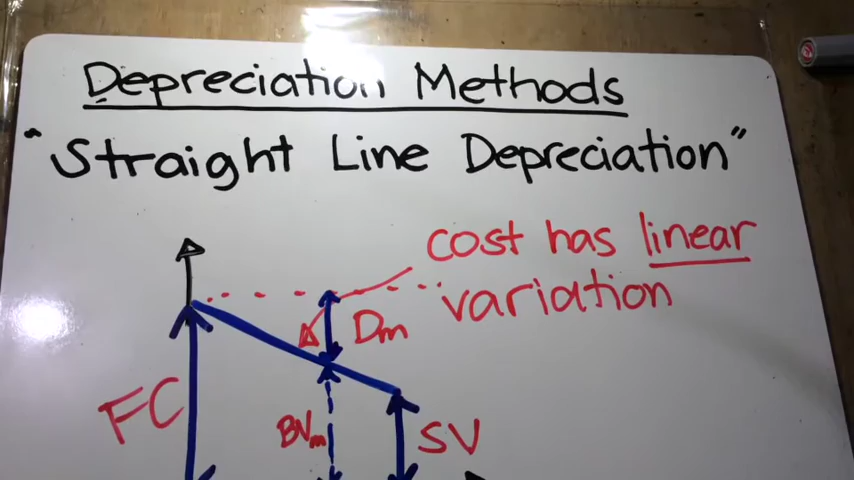 Depreciation Methods
"Straight Line Depreciation"
cost has linear
variation
Dm
FC
BVm
SV